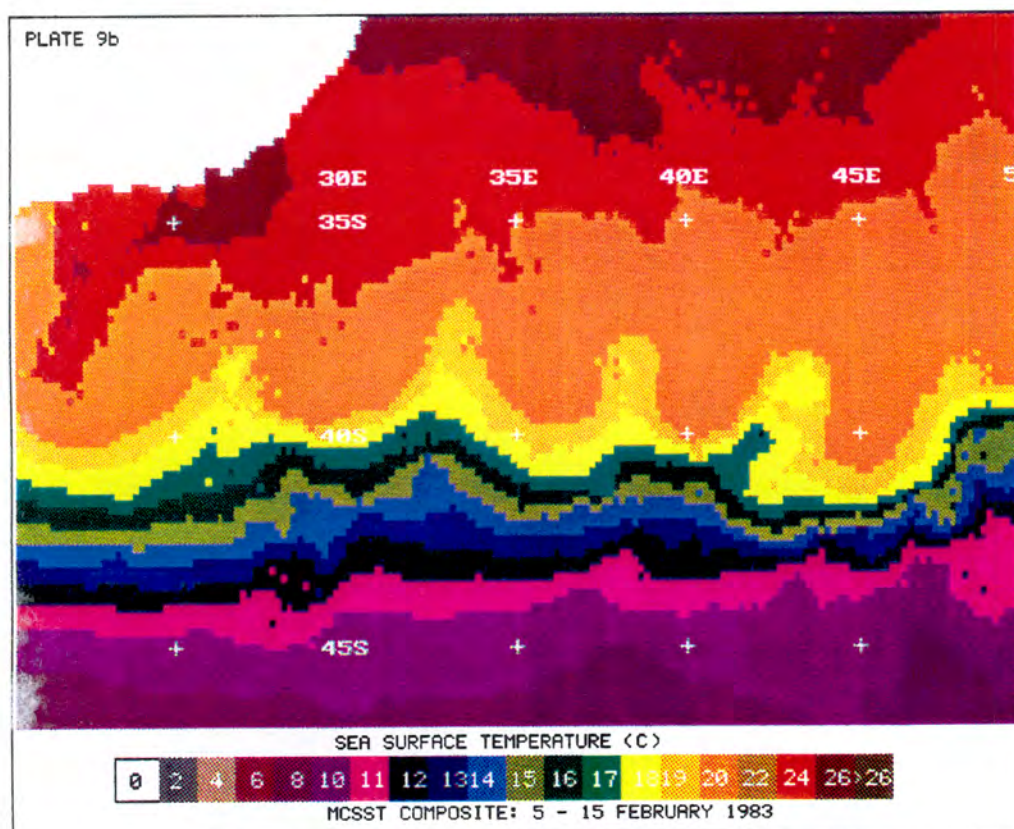 PLATE 9b
30E 35E 40E 45E 5
35S
40S
45S
SEA SURFACE TEMPERATURE (C)
0 2 4 6 8 10 11 12 13 14 15 16 17 18 19 20 22 24 26 >26
MCSST COMPOSITE: 5 - 15 FEBRUARY 1983